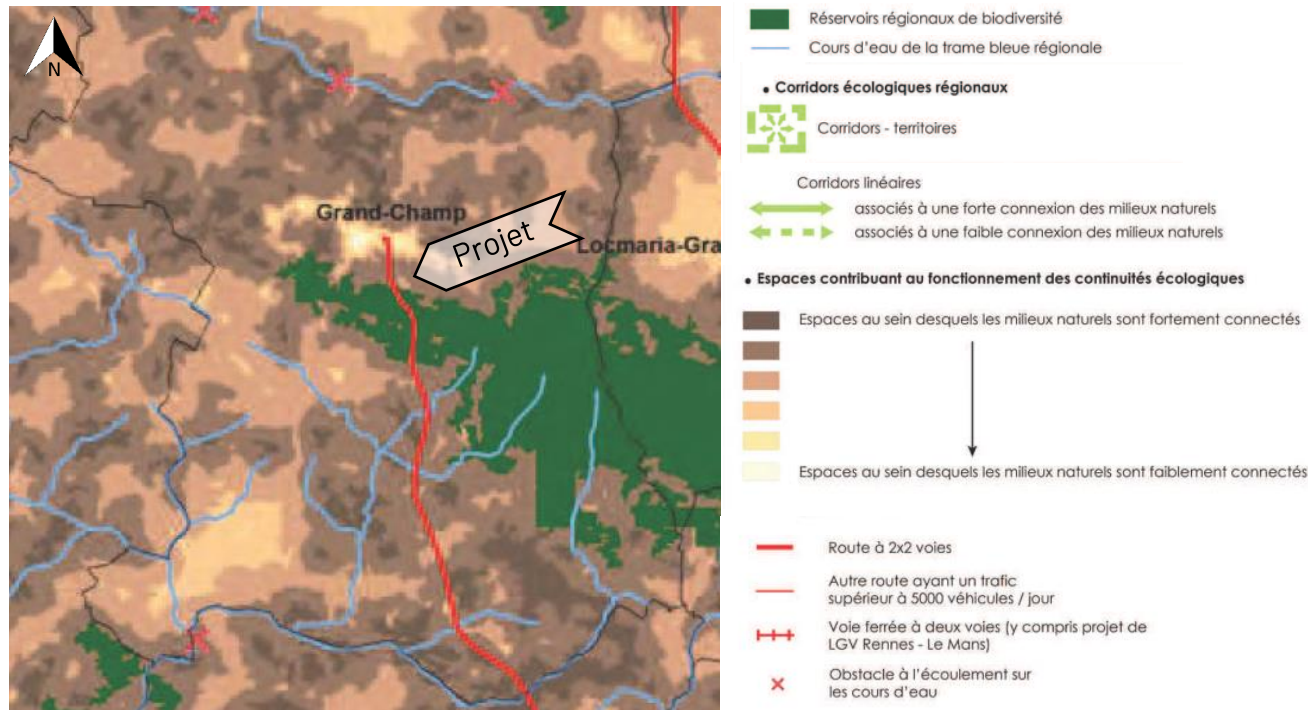 N
Grand-Champ
Projet
Locmaria-Gra
Réservoirs régionaux de biodiversité
Cours d'eau de la trame bleue régionale
• Corridors écologiques régionaux
Corridors - territoires
Corridors linéaires
associés à une forte connexion des milieux naturels
associés à une faible connexion des milieux naturels
• Espaces contribuant au fonctionnement des continuités écologiques
Espaces au sein desquels les milieux naturels sont fortement connectés
Espaces au sein desquels les milieux naturels sont faiblement connectés
Route à 2x2 voies
Autre route ayant un trafic
supérieur à 5000 véhicules / jour
Voie ferrée à deux voies (y compris projet de
LGV Rennes - Le Mans)
Obstacle à l'écoulement sur
les cours d'eau